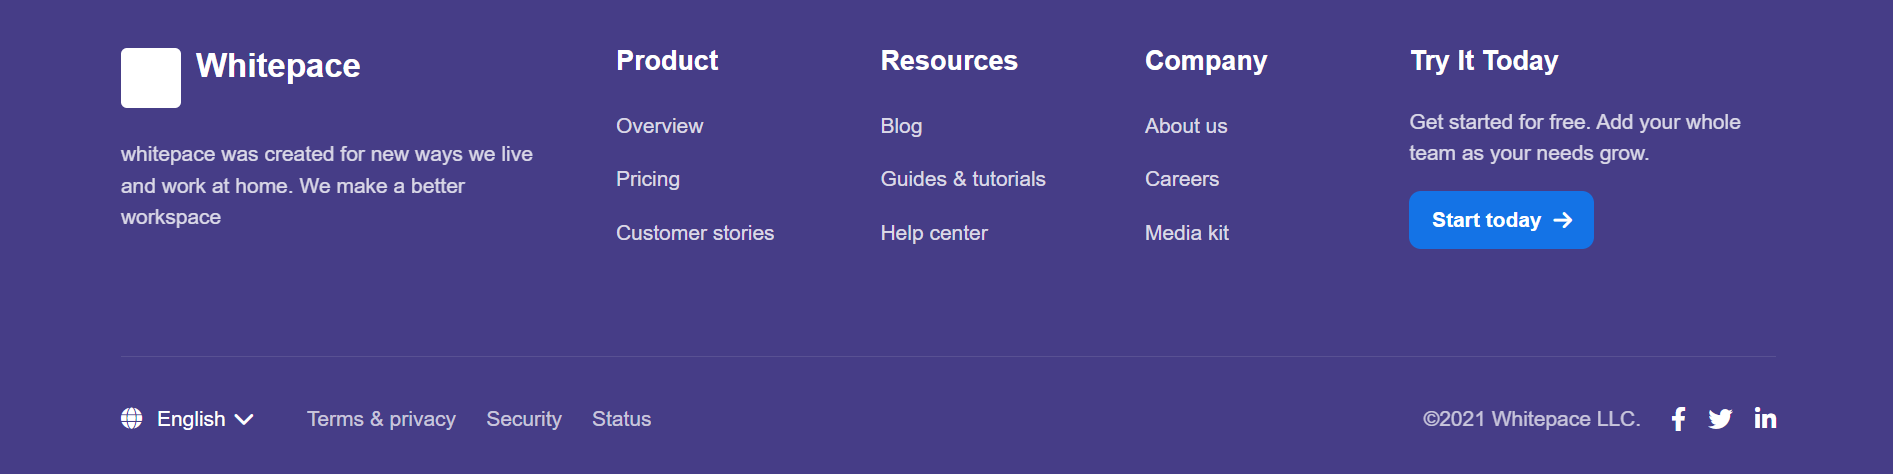 Whitepace
whitepace was created for new ways we live
and work at home. We make a better
workspace
Product
Overview
Pricing
Customer stories
Resources
Blog
Guides & tutorials
Help center
Company
About us
Careers
Media kit
Try It Today
Get started for free. Add your whole
team as your needs grow.
Start today
English
Terms & privacy
Security
Status
©2021 Whitepace LLC.